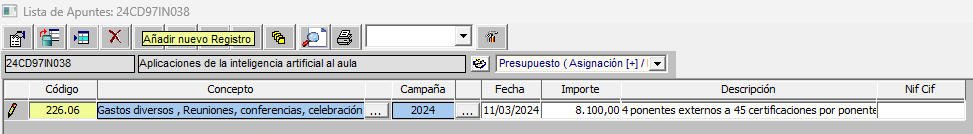 Lista de Apuntes: 24CD97IN038
Añadir nuevo Registro
24CD97IN038 Aplicaciones de la inteligencia artificial al aula Presupuesto ( Asignación [+] /
Código Concepto Campaña Fecha Importe Descripción Nif Cif
226.06 Gastos diversos , Reuniones, conferencias, celebración ... 2024 ... 11/03/2024 8.100,00 4 ponentes externos a 45 certificaciones por ponente